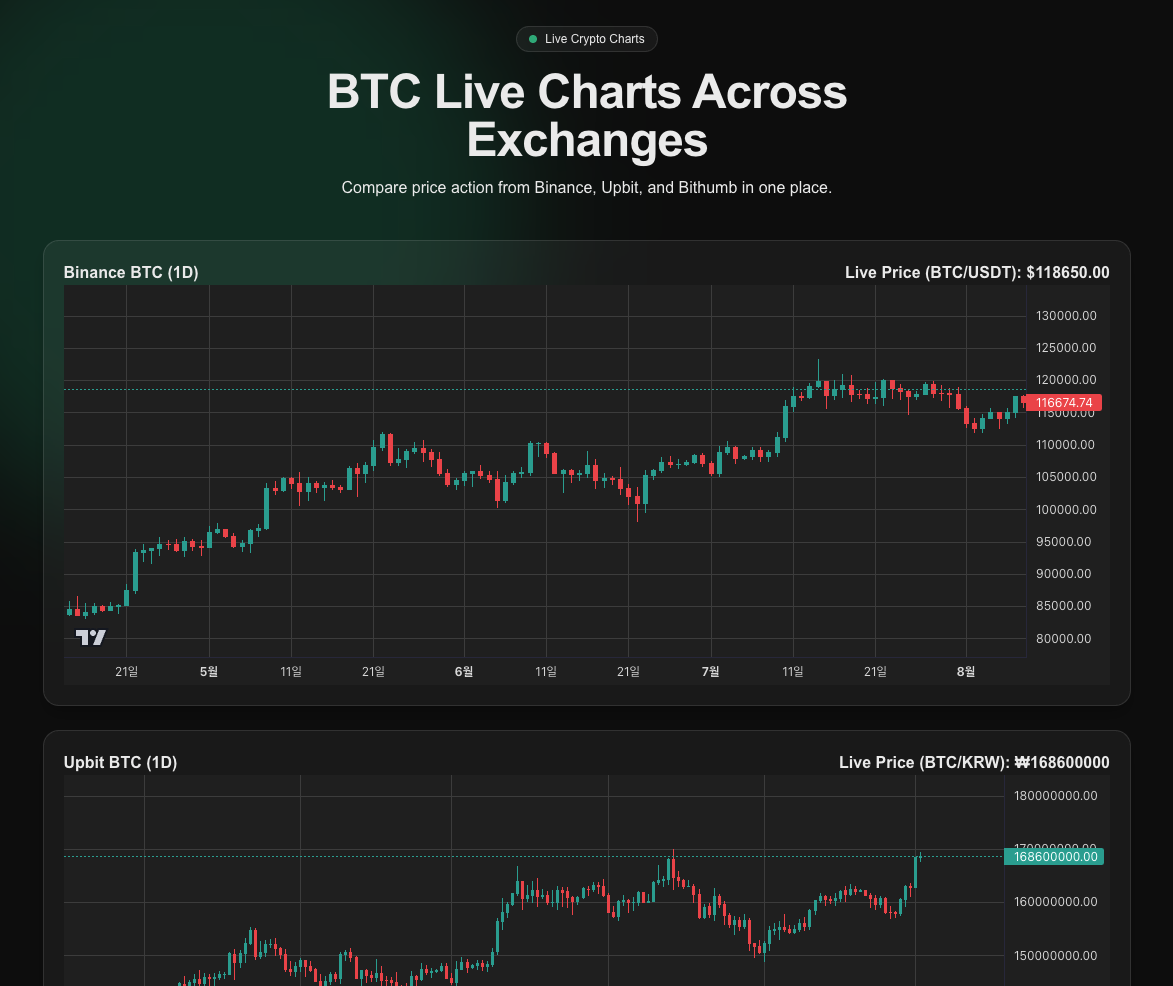 Live Crypto Charts
BTC Live Charts Across
Exchanges
Compare price action from Binance, Upbit, and Bithumb in one place.
Binance BTC (1D)
Live Price (BTC/USDT): $118650.00
130000.00
125000.00
120000.00
116674.74
115000.00
110000.00
105000.00
100000.00
95000.00
90000.00
85000.00
80000.00
21일 5월 11일 21일 6월 11일 21일 7월 11일 21일 8월
Upbit BTC (1D)
Live Price (BTC/KRW): ₩168600000
180000000.00
170000000.00
168600000.00
160000000.00
150000000.00